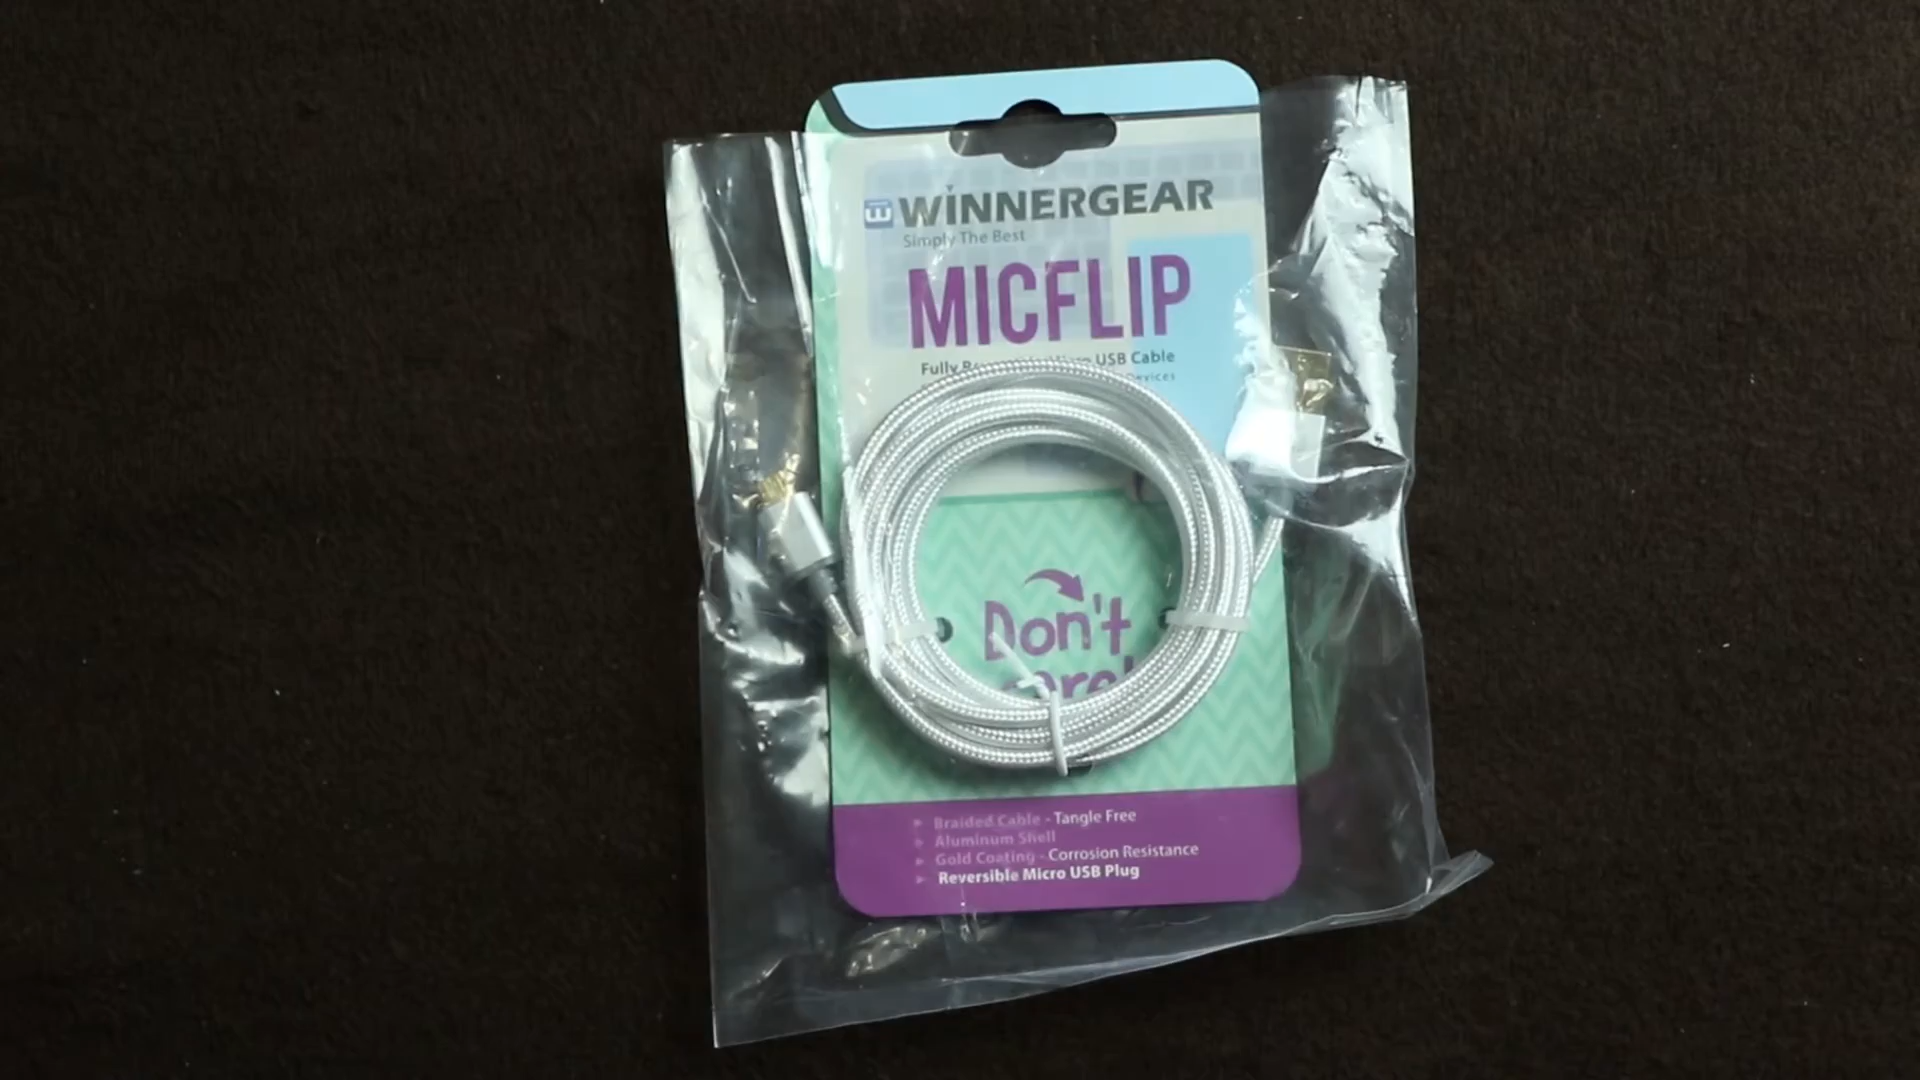 WINNERGEAR
Simply The Best
MICFLIP
Fully USB Cable
Devices
Don't
Braided Cable - Tangle Free
Aluminum Shell
Gold Coating - Corrosion Resistance
Reversible Micro USB Plug